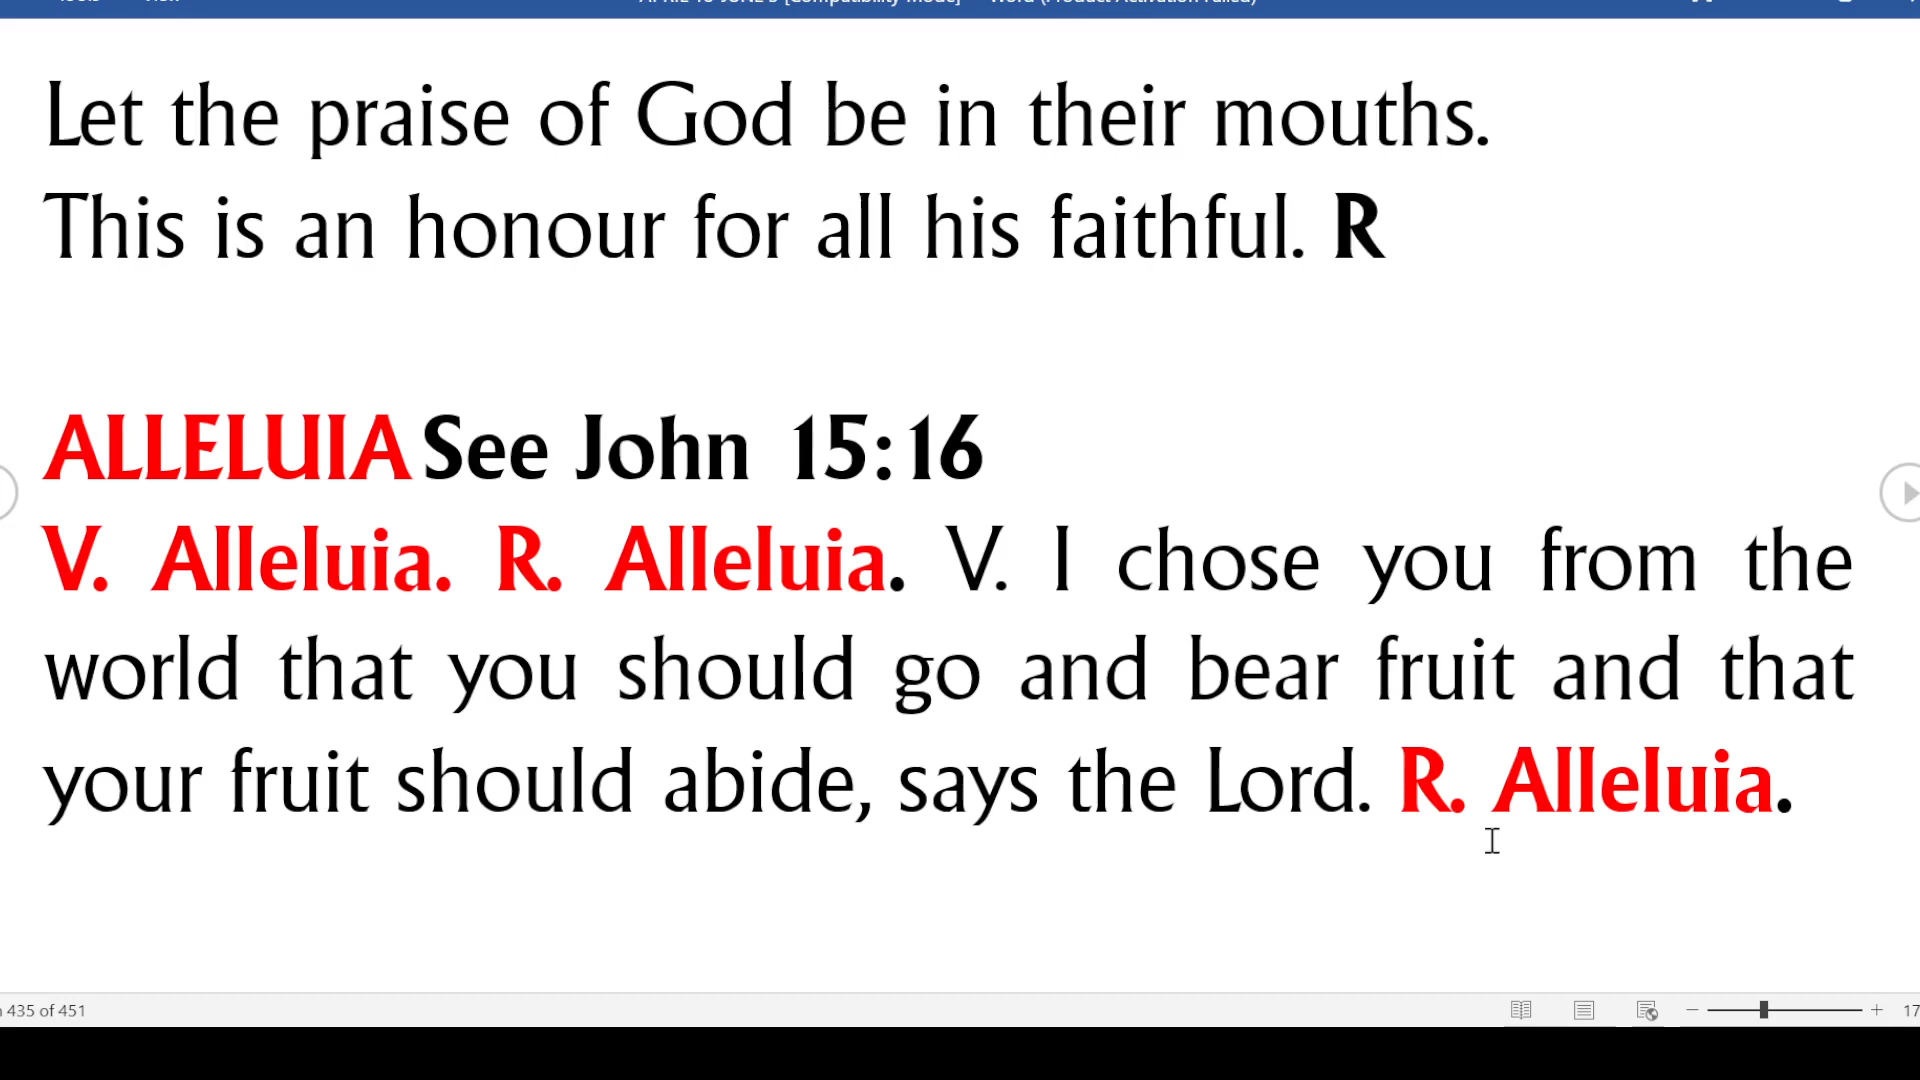 Let the praise of God be in their mouths.
This is an honour for all his faithful. R
ALLELUIA See John 15:16
V. Alleluia. R. Alleluia. V. I chose you from the
world that you should go and bear fruit and that
your fruit should abide, says the Lord. R. Alleluia.
435 of 451